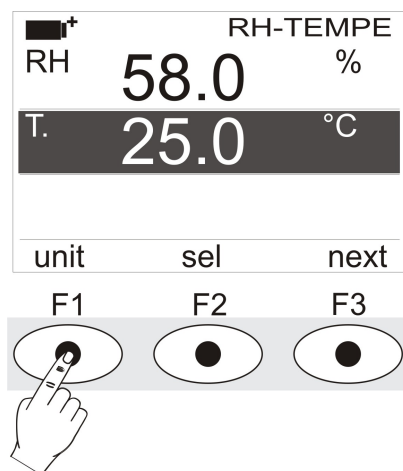 RH-TEMPE
RH 58.0 %
T. 25.0 °C
unit sel next
F1 F2 F3